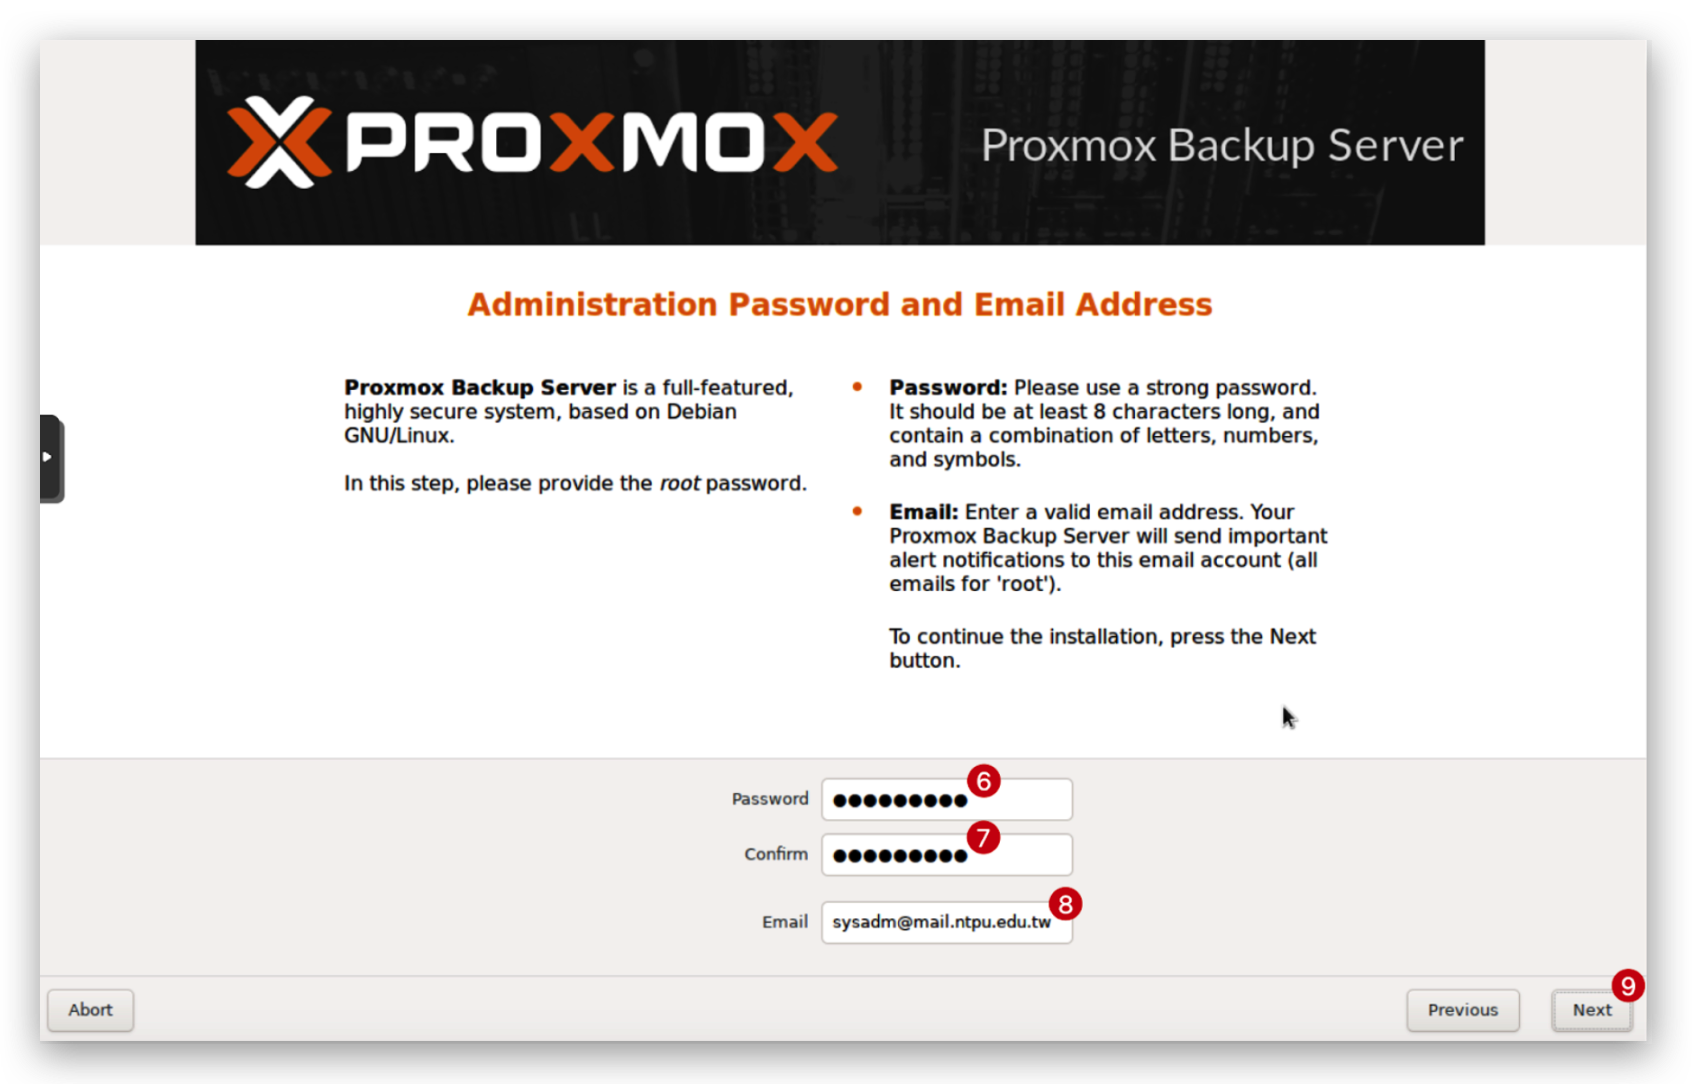 PROXMOX
Proxmox Backup Server
Administration Password and Email Address
Proxmox Backup Server is a full-featured,
highly secure system, based on Debian
GNU/Linux.
In this step, please provide the root password.
• Password: Please use a strong password.
It should be at least 8 characters long, and
contain a combination of letters, numbers,
and symbols.
• Email: Enter a valid email address. Your
Proxmox Backup Server will send important
alert notifications to this email account (all
emails for 'root').
To continue the installation, press the Next
button.
Password ●●●●●●●●● 6
Confirm ●●●●●●●●● 7
Email sysadm@mail.ntpu.edu.tw 8
Abort
Previous
Next 9